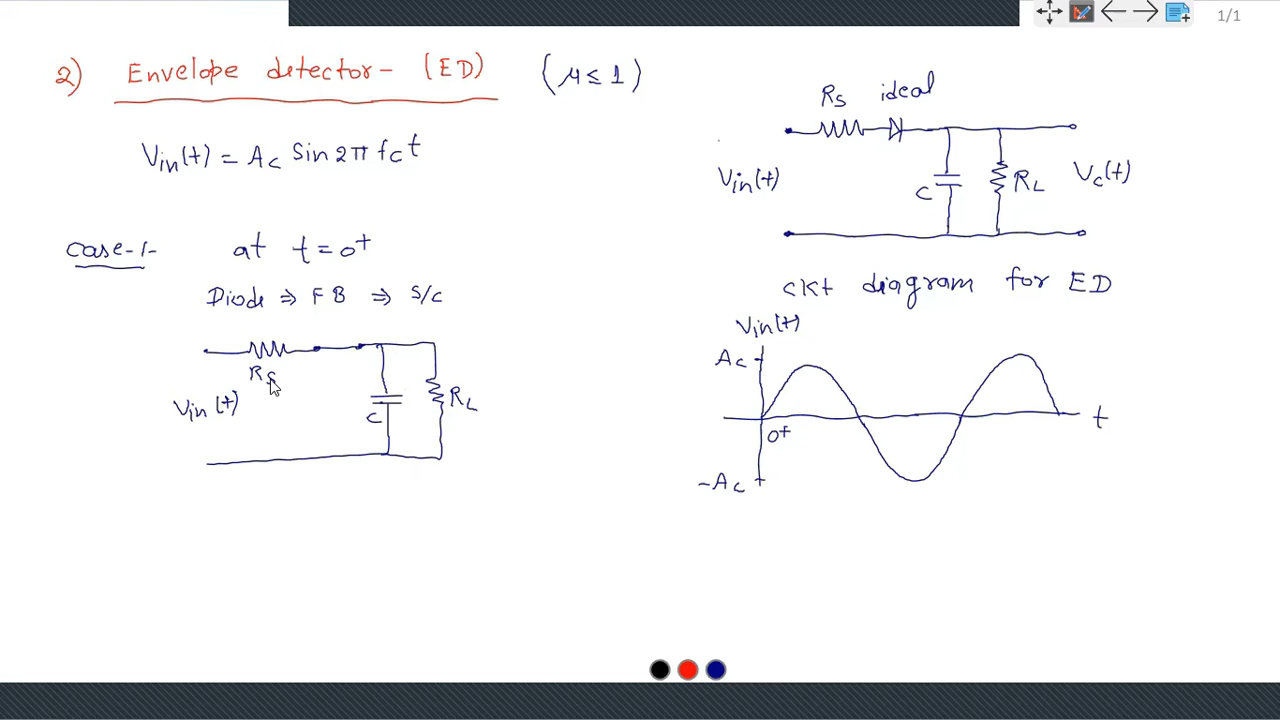 1/1
2) Envelope detector- (ED) (μ ≤ 1)
Vin(t) = Ac Sin 2π fc t
Case-1- at t = 0+
Diode ⇒ FB ⇒ S/C
Rs
Vin(t)
C
RL
Rs ideal
Vin(t)
C
RL
Vc(t)
ckt diagram for ED
Vin(t)
Ac
0+
t
-Ac